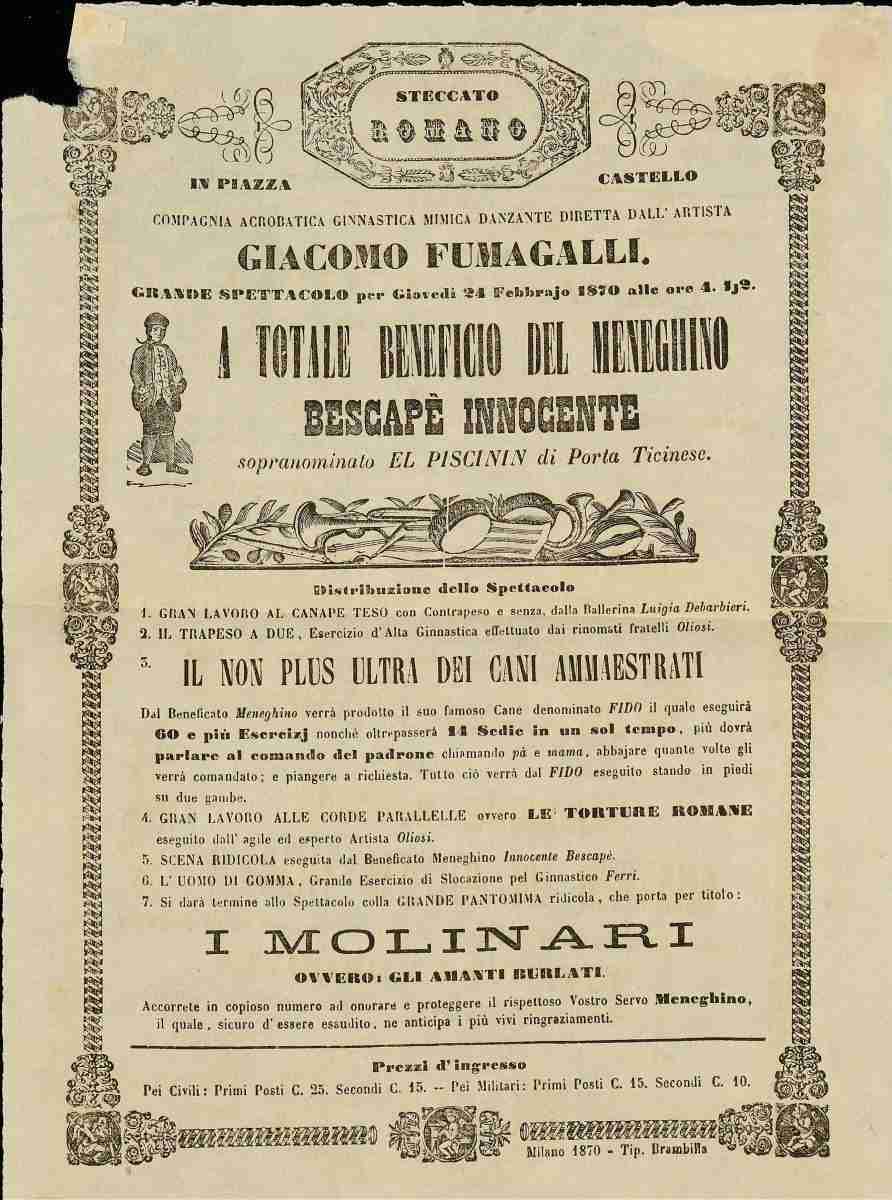 STECCATO
ROMANO
IN PIAZZA
CASTELLO
COMPAGNIA ACROBATICA GINNASTICA MIMICA DANZANTE DIRETTA DALL' ARTISTA
GIACOMO FUMAGALLI.
GRANDE SPETTACOLO per Giovedì 24 Febbrajo 1870 alle ore 4. 1j2.
A TOTALE BENEFICIO DEL MENEGHINO
BESCAPÈ INNOCENTE
sopranominato EL PISCININ di Porta Ticinese.
Distribuzione dello Spettacolo
1. GRAN LAVORO AL CANAPE TESO con Contrapeso e senza, dalla Ballerina Luigia Debarbieri.
2. IL TRAPESO A DUE, Esercizio d'Alta Ginnastica effettuato dai rinomati fratelli Oliosi.
3. IL NON PLUS ULTRA DEI CANI AMMAESTRATI
Dal Beneficato Meneghino verrà prodotto il suo famoso Cane denominato FIDO il quale eseguirà
60 e più Esercizj nonchè oltrepasserà 14 Sedie in un sol tempo, più dovrà
parlare al comando del padrone chiamando pà e mama, abbajare quante volte gli
verrà comandato; e piangere a richiesta. Tutto ciò verrà dal FIDO eseguito stando in piedi
su due gambe.
4. GRAN LAVORO ALLE CORDE PARALLELLE ovvero LE TORTURE ROMANE
eseguito dall' agile ed esperto Artista Oliosi.
5. SCENA RIDICOLA eseguita dal Beneficato Meneghino Innocente Bescapè.
6. L' UOMO DI GOMMA, Grande Esercizio di Slocazione pel Ginnastico Ferri.
7. Si darà termine allo Spettacolo colla GRANDE PANTOMIMA ridicola, che porta per titolo:
I MOLINARI
OVVERO: GLI AMANTI BURLATI.
Accorrete in copioso numero ad onorare e proteggere il rispettoso Vostro Servo Meneghino,
il quale, sicuro d' essere esaudito, ne anticipa i più vivi ringraziamenti.
Prezzi d' ingresso
Pei Civili: Primi Posti C. 25. Secondi C. 15. -- Pei Militari: Primi Posti C. 15. Secondi C. 10.
Milano 1870 - Tip. Brambilla